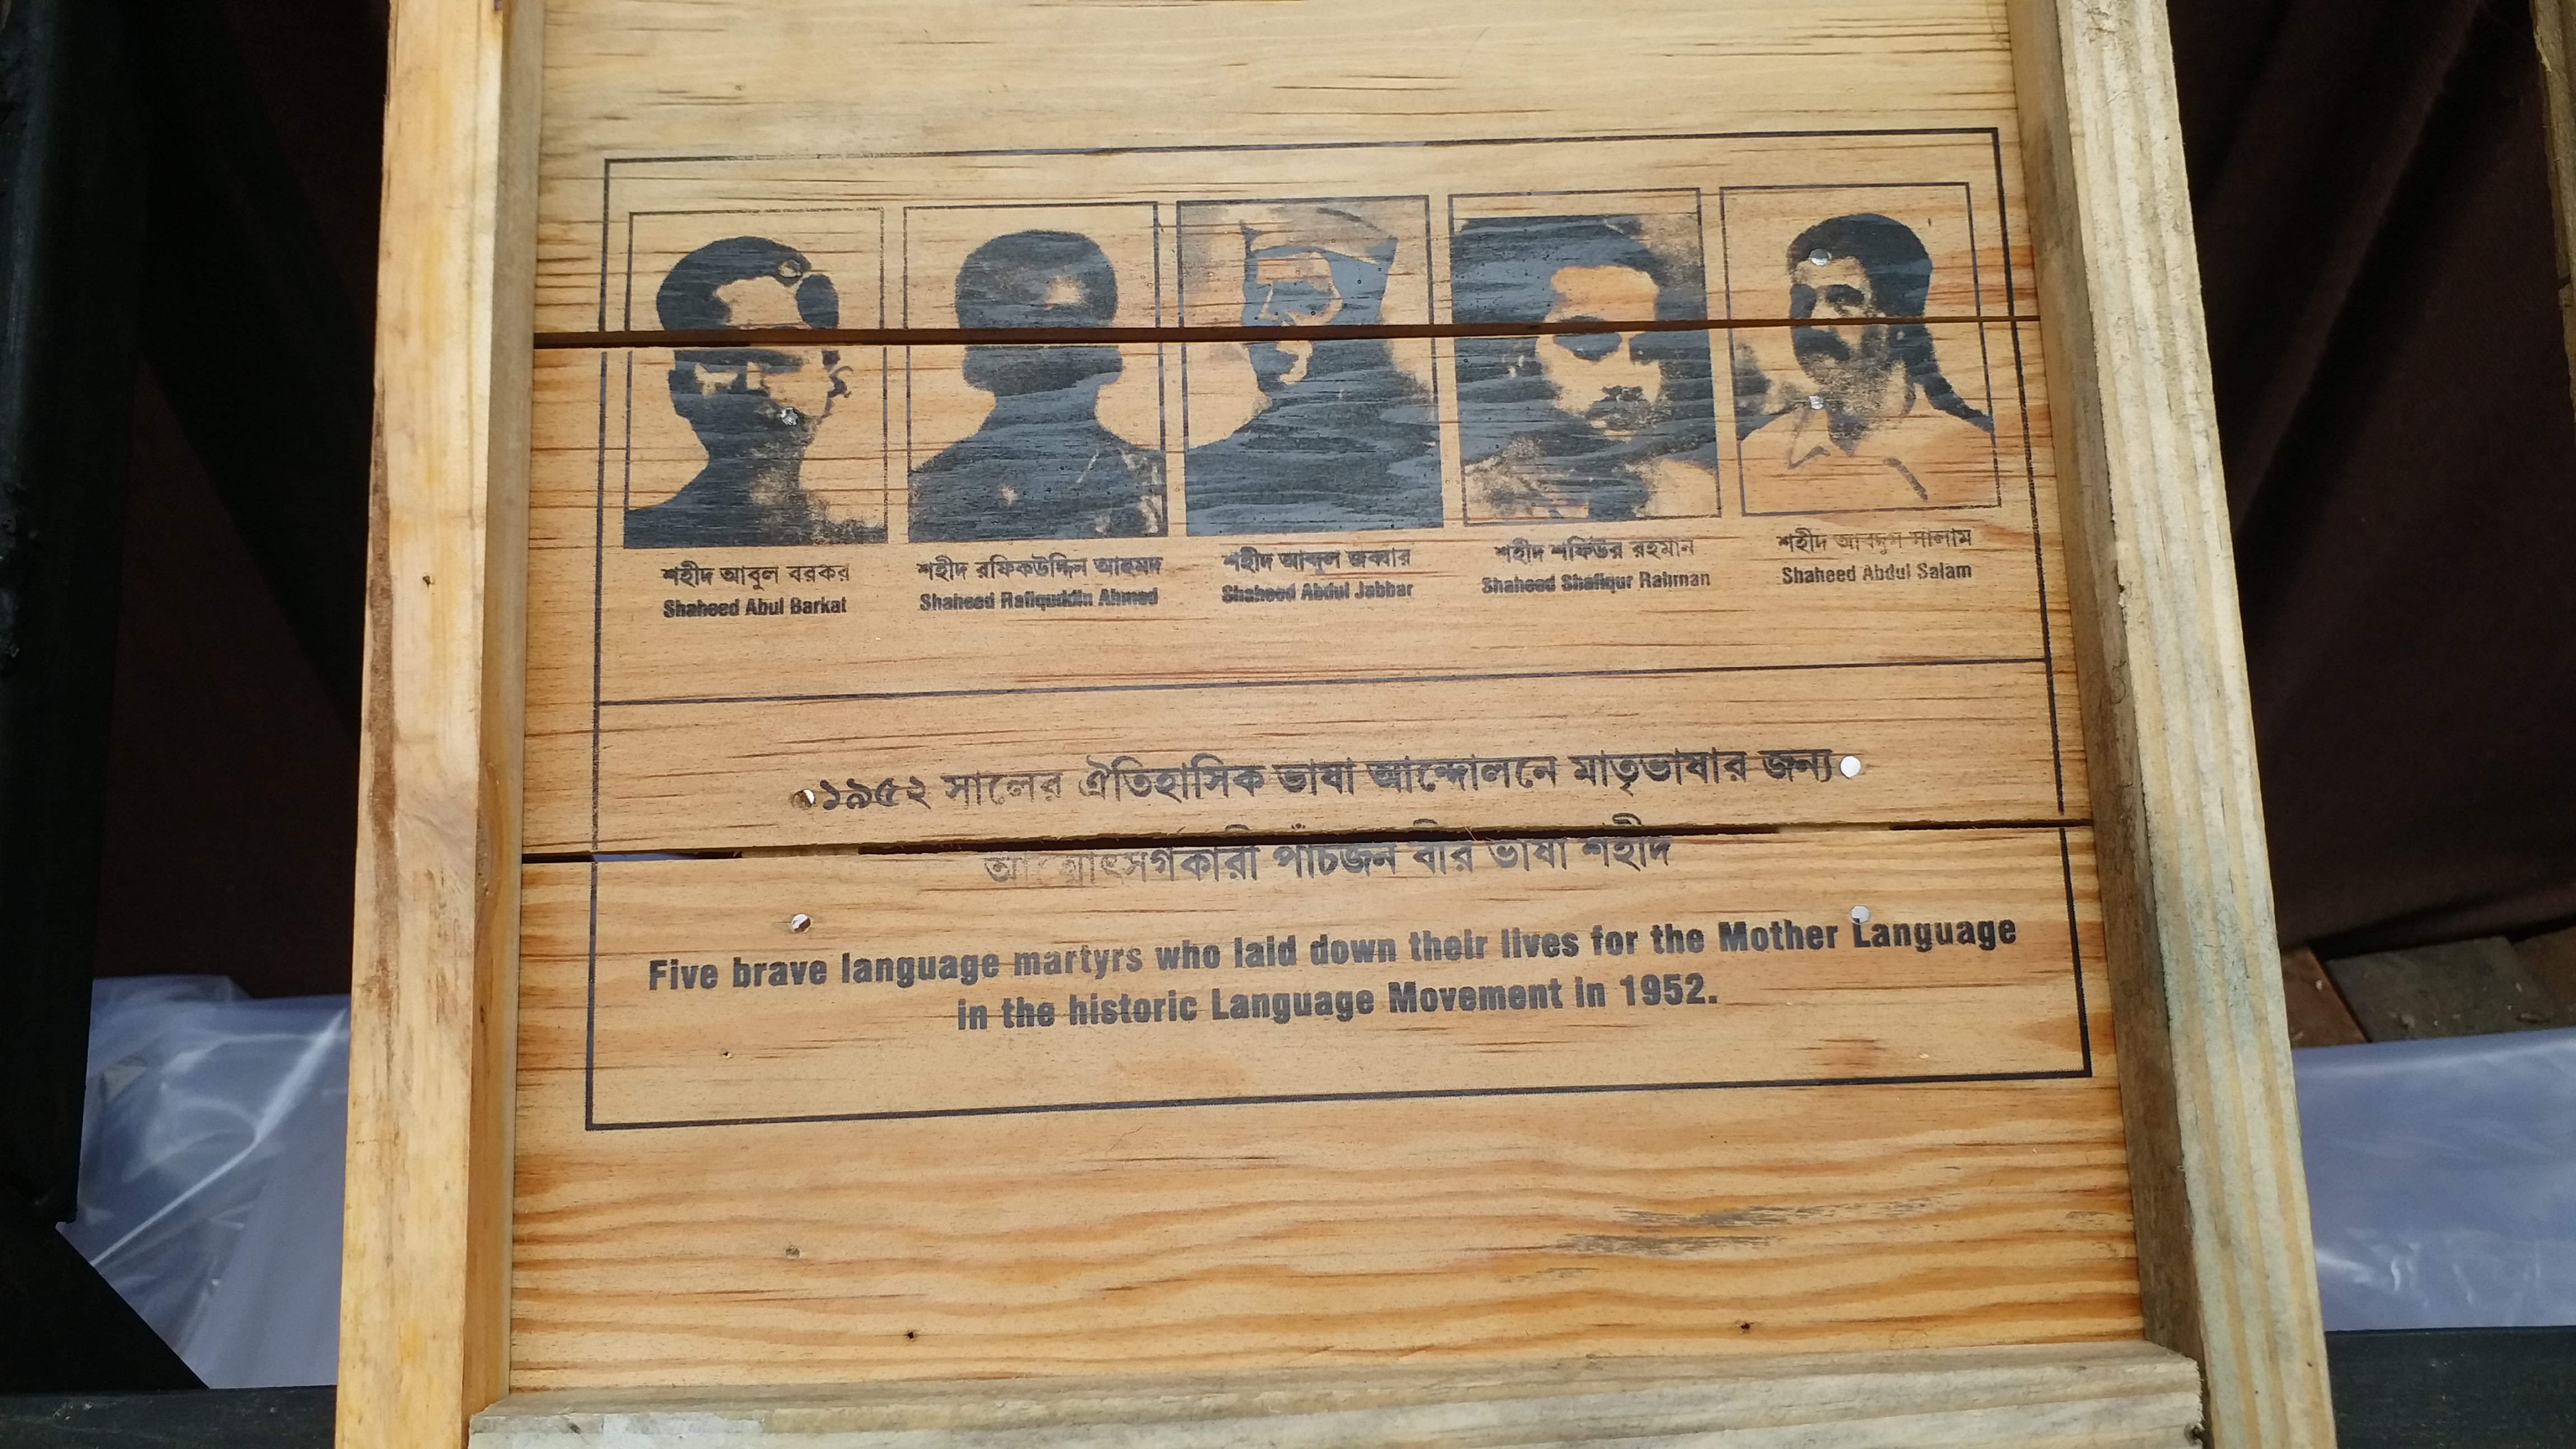 শহীদ আবুল বরকত
Shaheed Abul Barkat
শহীদ রফিকউদ্দিন আহমদ
Shaheed Rafiquddin Ahmed
শহীদ আব্দুল জব্বার
Shaheed Abdul Jabbar
শহীদ শফিউর রহমান
Shaheed Shafiqur Rahman
শহীদ আবদুস সালাম
Shaheed Abdul Salam
১৯৫২ সালের ঐতিহাসিক ভাষা আন্দোলনে মাতৃভাষার জন্য
আত্মোৎসর্গকারী পাঁচজন বীর ভাষা শহীদ
Five brave language martyrs who laid down their lives for the Mother Language
in the historic Language Movement in 1952.